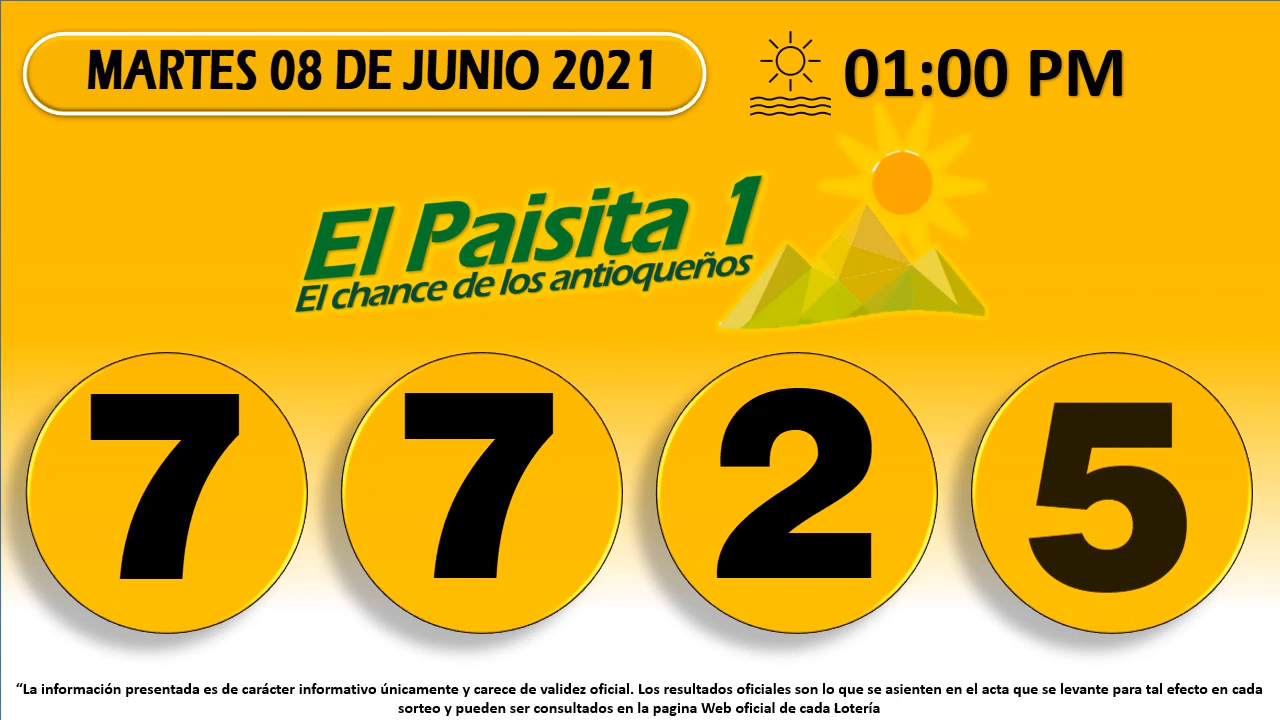 MARTES 08 DE JUNIO 2021
01:00 PM
El Paisita 1
El chance de los antioqueños
7 7 2 5
“La información presentada es de carácter informativo únicamente y carece de validez oficial. Los resultados oficiales son lo que se asienten en el acta que se levante para tal efecto en cada
sorteo y pueden ser consultados en la pagina Web oficial de cada Lotería